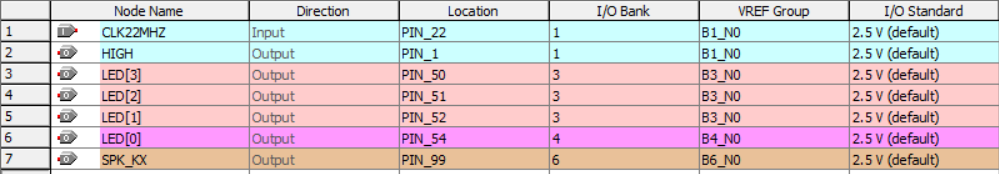 Node Name Direction Location I/O Bank VREF Group I/O Standard
1 CLK22MHZ Input PIN_22 1 B1_N0 2.5 V (default)
2 HIGH Output PIN_1 1 B1_N0 2.5 V (default)
3 LED[3] Output PIN_50 3 B3_N0 2.5 V (default)
4 LED[2] Output PIN_51 3 B3_N0 2.5 V (default)
5 LED[1] Output PIN_52 3 B3_N0 2.5 V (default)
6 LED[0] Output PIN_54 4 B4_N0 2.5 V (default)
7 SPK_KX Output PIN_99 6 B6_N0 2.5 V (default)